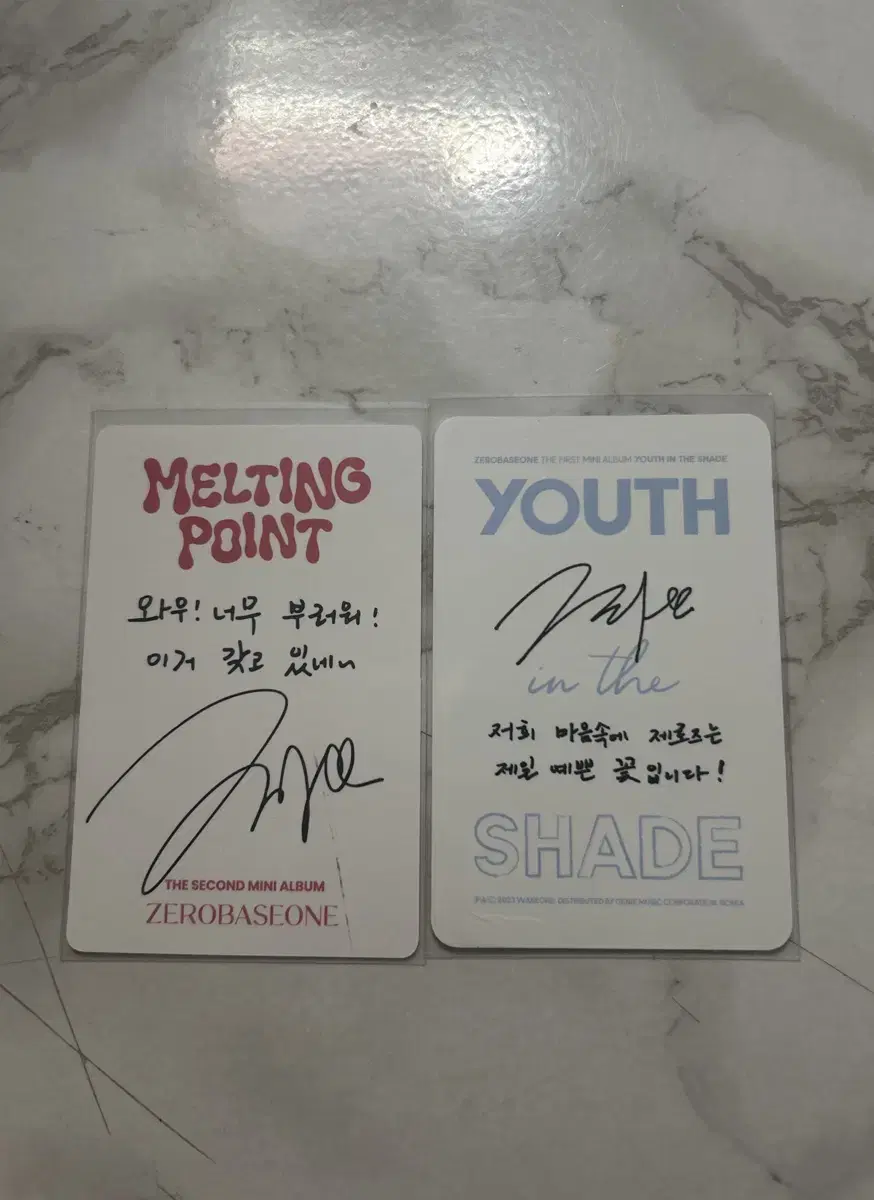 MELTING
POINT
와우! 너무 부러워!
이거 갖고 있네ㅋ
THE SECOND MINI ALBUM
ZEROBASEONE
ZEROBASEONE THE FIRST MINI ALBUM YOUTH IN THE SHADE
YOUTH
in the
저희 마음속에 제로즈는
제일 예쁜 꽃입니다!
SHADE